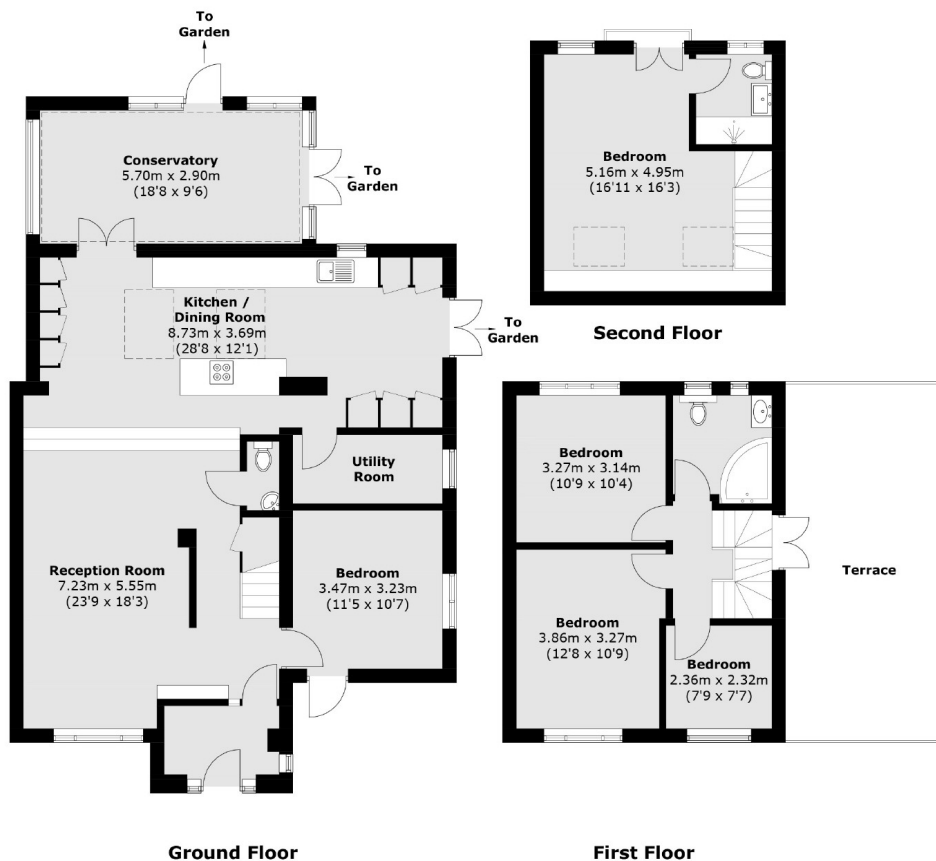 To
Garden
Conservatory
5.70m x 2.90m
(18'8 x 9'6)
To
Garden
Kitchen /
Dining Room
8.73m x 3.69m
(28'8 x 12'1)
To
Garden
Utility
Room
Reception Room
7.23m x 5.55m
(23'9 x 18'3)
Bedroom
3.47m x 3.23m
(11'5 x 10'7)
Ground Floor
Bedroom
5.16m x 4.95m
(16'11 x 16'3)
Second Floor
Bedroom
3.27m x 3.14m
(10'9 x 10'4)
Terrace
Bedroom
3.86m x 3.27m
(12'8 x 10'9)
Bedroom
2.36m x 2.32m
(7'9 x 7'7)
First Floor